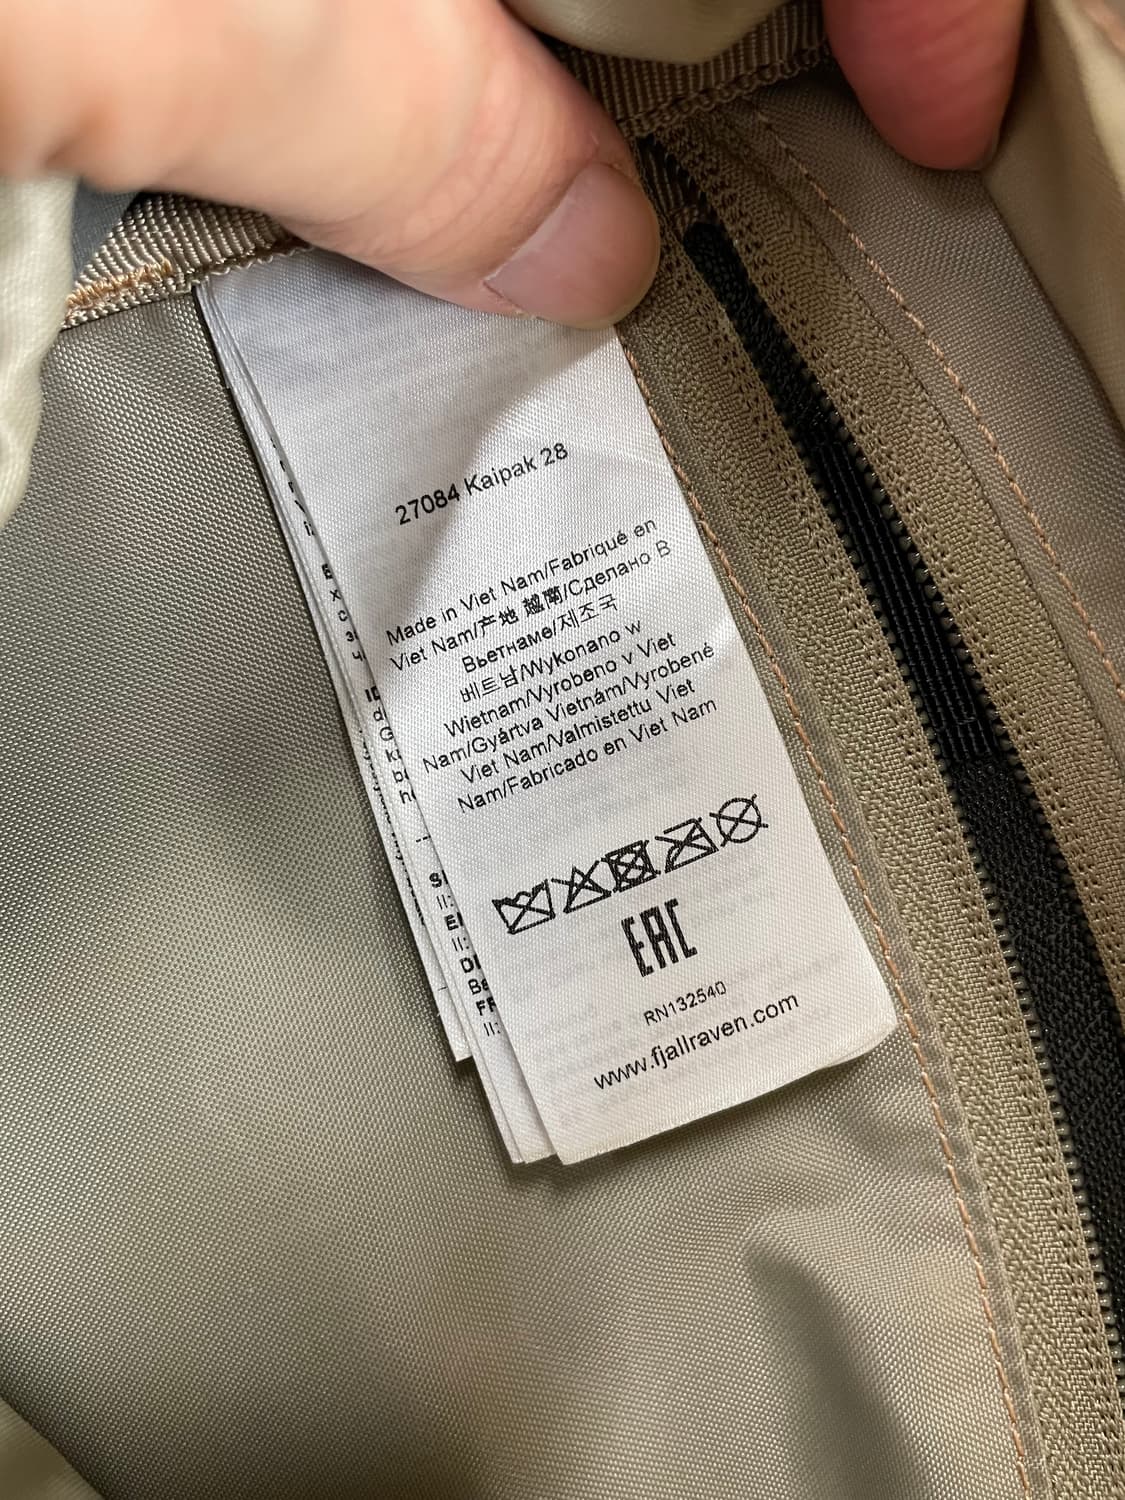 27084 Kaipak 28
Made in Viet Nam/Fabriqué en
Viet Nam/产地 越南/Сделано В
Вьетнаме/제조국
베트남/Wykonano w
Wietnam/Vyrobeno v Viet
Nam/Gyártva Vietnám/Vyrobené
Viet Nam/Valmistettu Viet
Nam/Fabricado en Viet Nam
EAC
RN132540
www.fjallraven.com